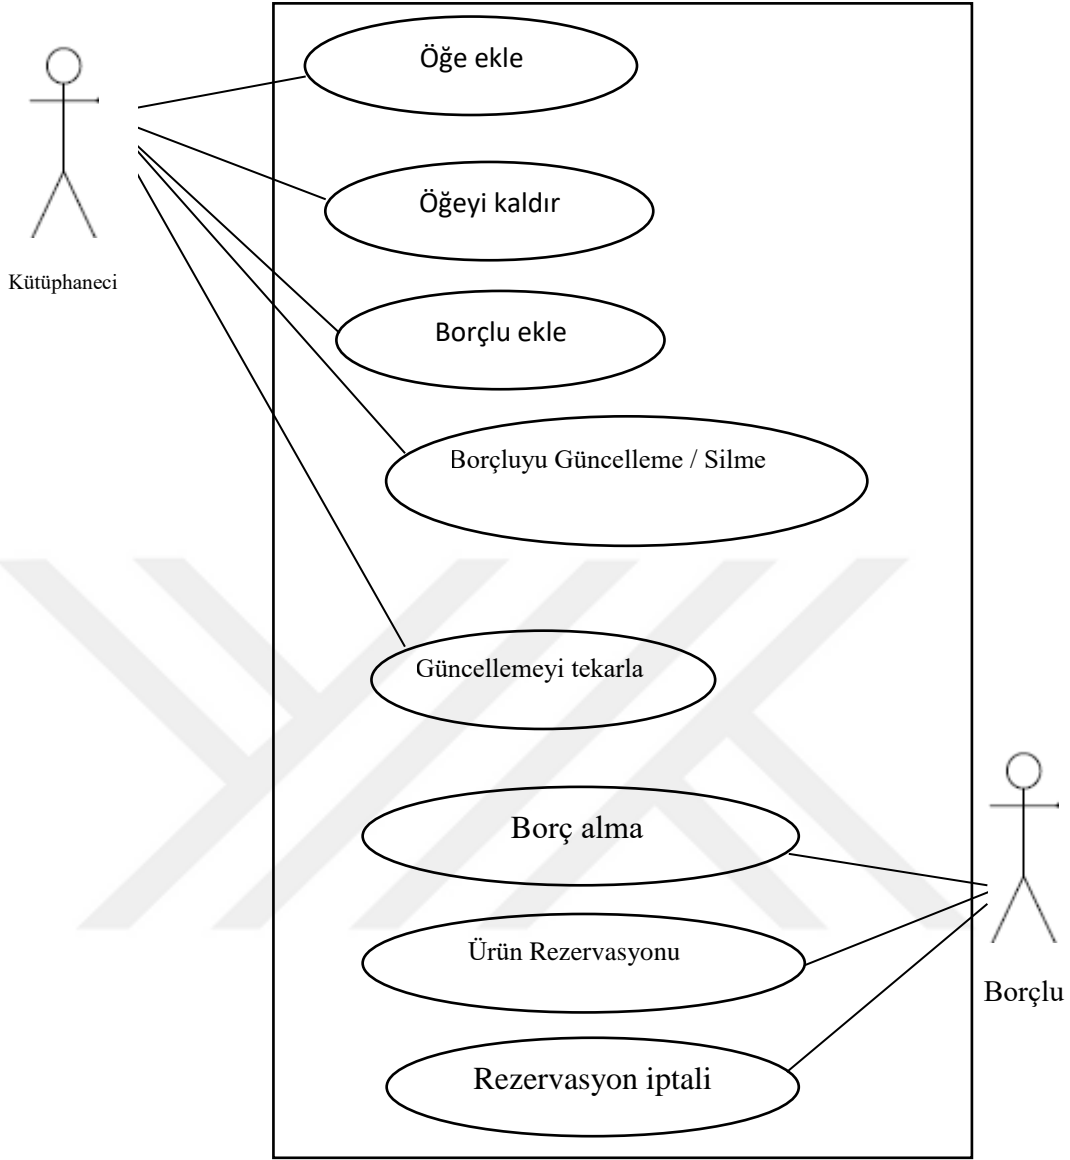 Öğe ekle
Öğeyi kaldır
Kütüphaneci
Borçlu ekle
Borçluyu Güncelleme / Silme
Güncellemeyi tekarla
Borç alma
Ürün Rezervasyonu
Borçlu
Rezervasyon iptali